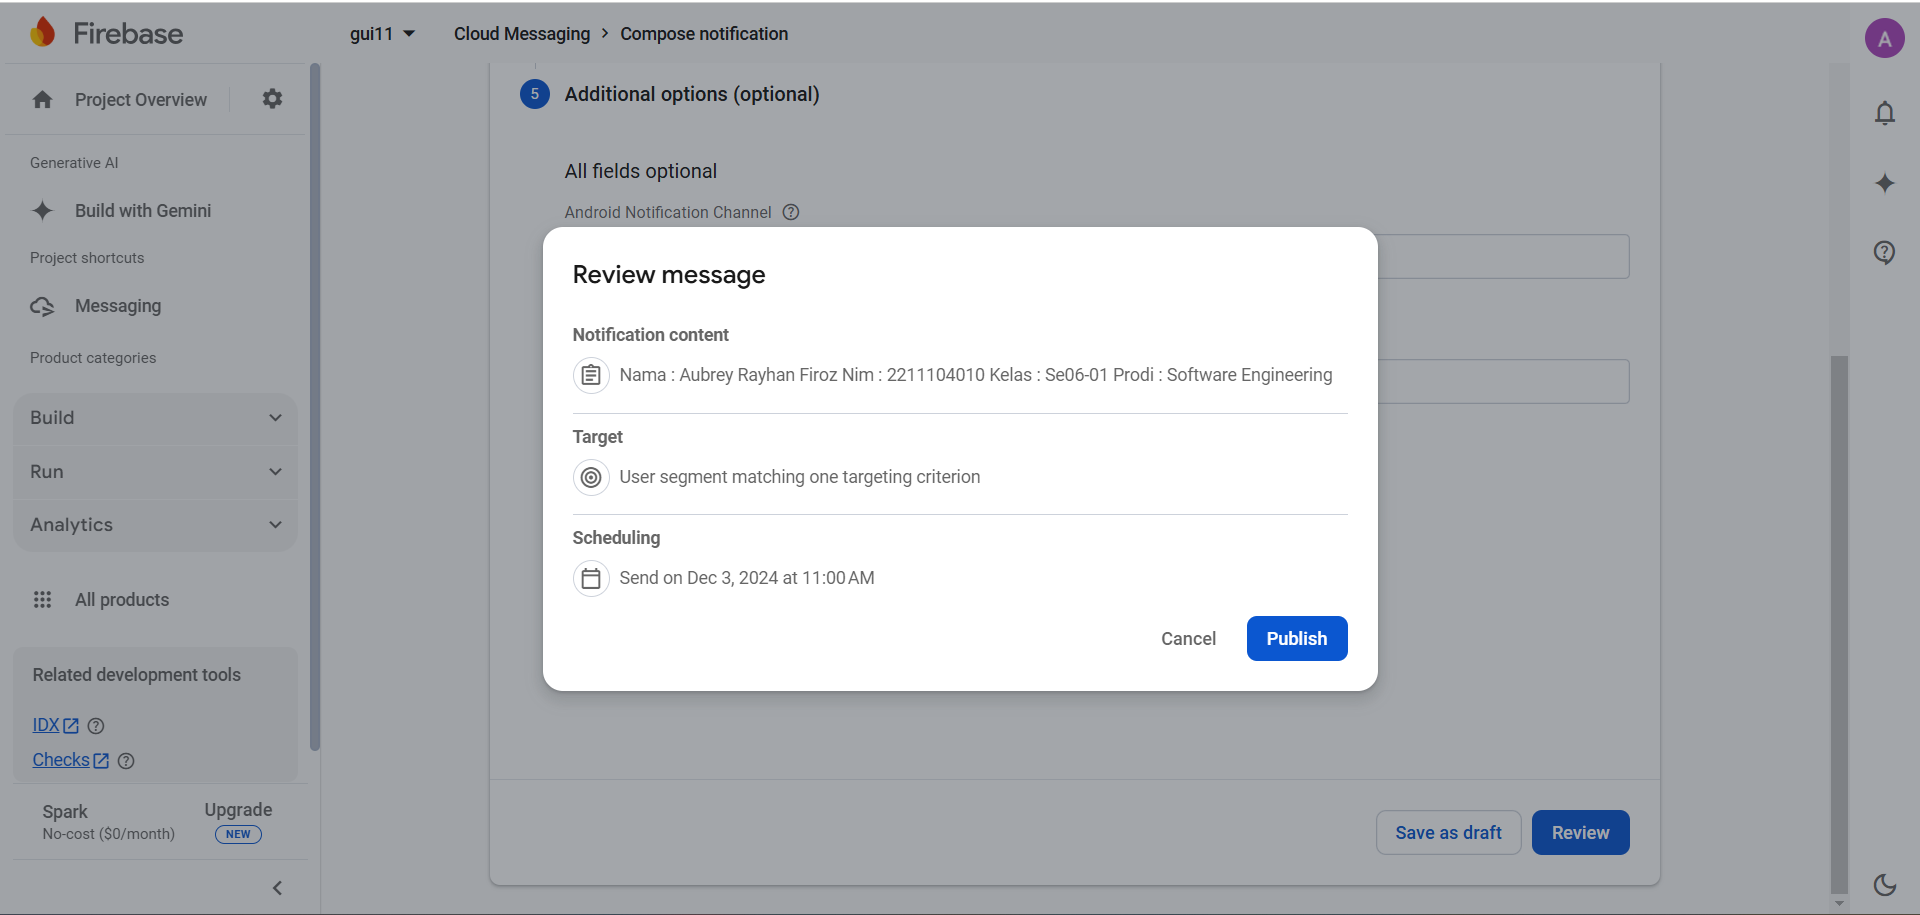 Firebase
gui11
Cloud Messaging > Compose notification
A
Project Overview
Generative AI
Build with Gemini
Project shortcuts
Messaging
Product categories
Build
Run
Analytics
All products
Related development tools
IDX
Checks
Spark
No-cost ($0/month)
Upgrade
NEW
5 Additional options (optional)
All fields optional
Android Notification Channel
Review message
Notification content
Nama : Aubrey Rayhan Firoz Nim : 2211104010 Kelas : Se06-01 Prodi : Software Engineering
Target
User segment matching one targeting criterion
Scheduling
Send on Dec 3, 2024 at 11:00 AM
Cancel
Publish
Save as draft
Review